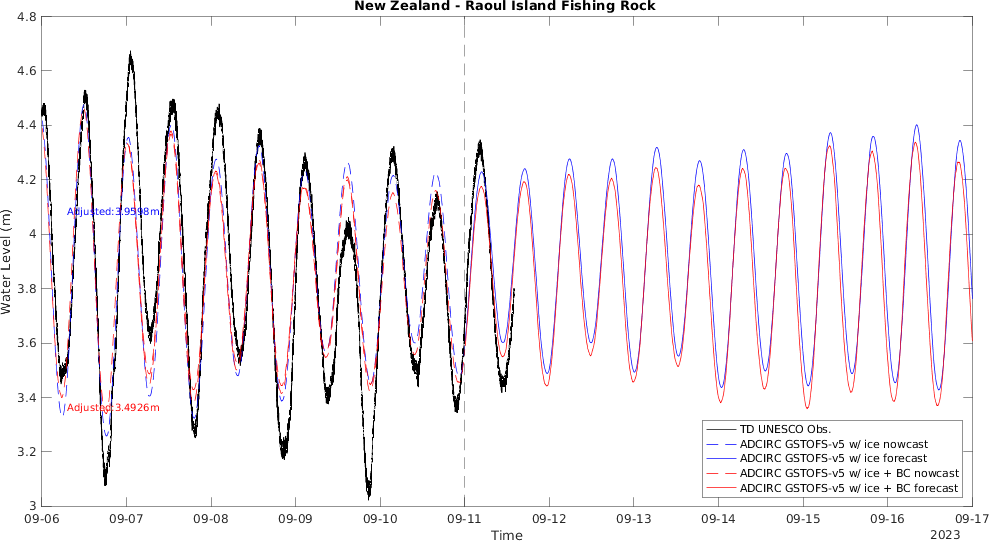 New Zealand - Raoul Island Fishing Rock
4.8
4.6
4.4
4.2
4
3.8
3.6
3.4
3.2
3
Water Level (m)
Adjusted:3.9598m
Adjusted:3.4926m
TD UNESCO Obs.
ADCIRC GSTOFS-v5 w/ ice nowcast
ADCIRC GSTOFS-v5 w/ ice forecast
ADCIRC GSTOFS-v5 w/ ice + BC nowcast
ADCIRC GSTOFS-v5 w/ ice + BC forecast
09-06 09-07 09-08 09-09 09-10 09-11 09-12 09-13 09-14 09-15 09-16 09-17
Time
2023